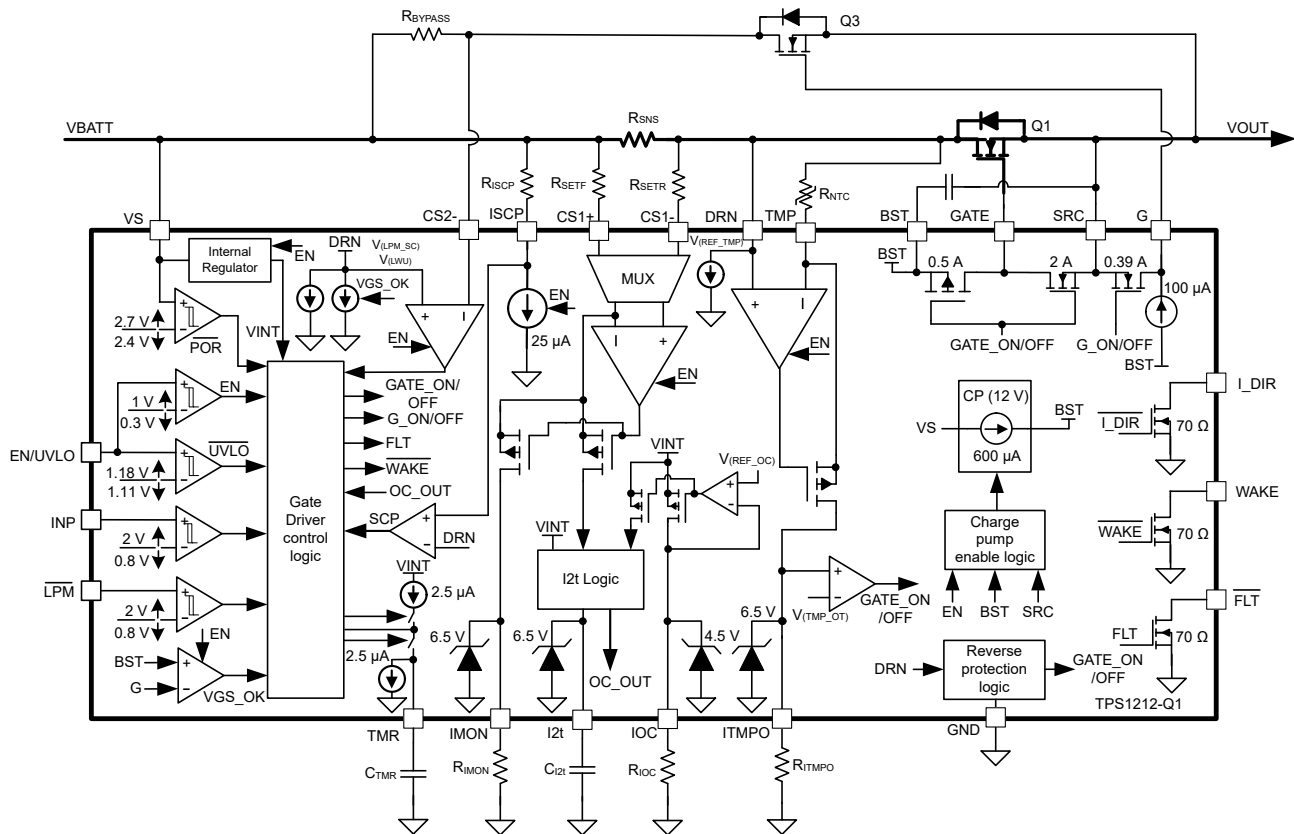 RBYPASS
Q3
VBATT
RSNS
Q1
VOUT
RISCP
RSETF
RSETR
RNTC
VS
CS2-
ISCP
CS1+
CS1-
DRN
TMP
BST
GATE
SRC
G
Internal
Regulator
EN
DRN
V(LPM_SC)
V(LWU)
VGS_OK
MUX
V(REF_TMP)
BST
0.5 A
2 A
0.39 A
100 µA
EN
25 µA
2.7 V
2.4 V
POR
VINT
EN
GATE_ON/OFF
G_ON/OFF
BST
1 V
0.3 V
EN
EN
EN
GATE_ON/
OFF
G_ON/OFF
FLT
WAKE
OC_OUT
CP (12 V)
VS
600 µA
BST
I_DIR
I_DIR
70 Ω
EN/UVLO
1.18 V
1.11 V
UVLO
Gate
Driver
control
logic
VINT
V(REF_OC)
INP
2 V
0.8 V
SCP
DRN
VINT
I2t Logic
Charge
pump
enable logic
EN
BST
SRC
WAKE
WAKE
70 Ω
LPM
2 V
0.8 V
VINT
2.5 µA
V(TMP_OT)
GATE_ON
/OFF
FLT
FLT
70 Ω
EN
BST
G
VGS_OK
2.5 µA
6.5 V
6.5 V
OC_OUT
4.5 V
6.5 V
DRN
Reverse
protection
logic
GATE_ON
/OFF
TPS1212-Q1
TMR
IMON
I2t
IOC
ITMPO
GND
CTMR
RIMON
CI2t
RIOC
RITMPO